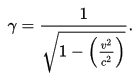 γ = 1 / √(1 − (v²/c²)).